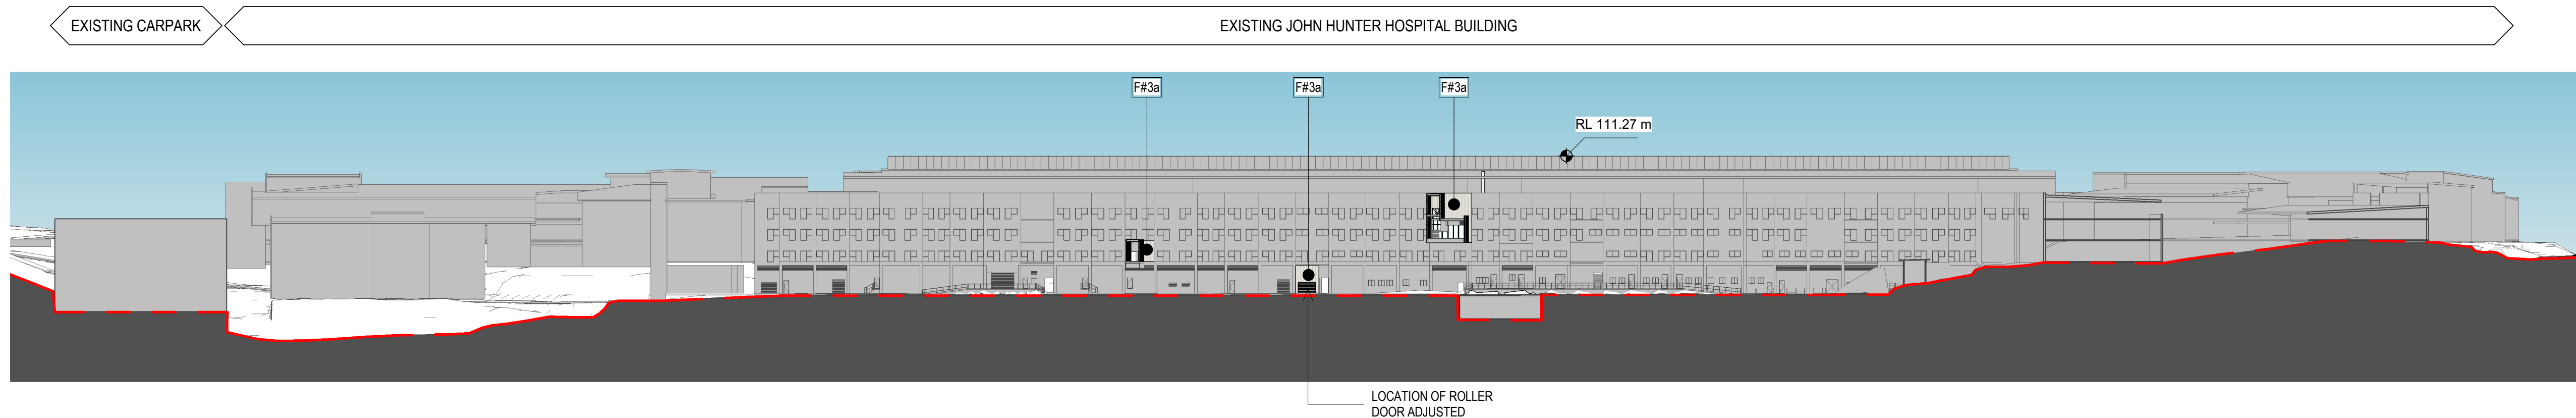 EXISTING CARPARK
EXISTING JOHN HUNTER HOSPITAL BUILDING
F#3a
F#3a
F#3a
RL 111.27 m
LOCATION OF ROLLER
DOOR ADJUSTED